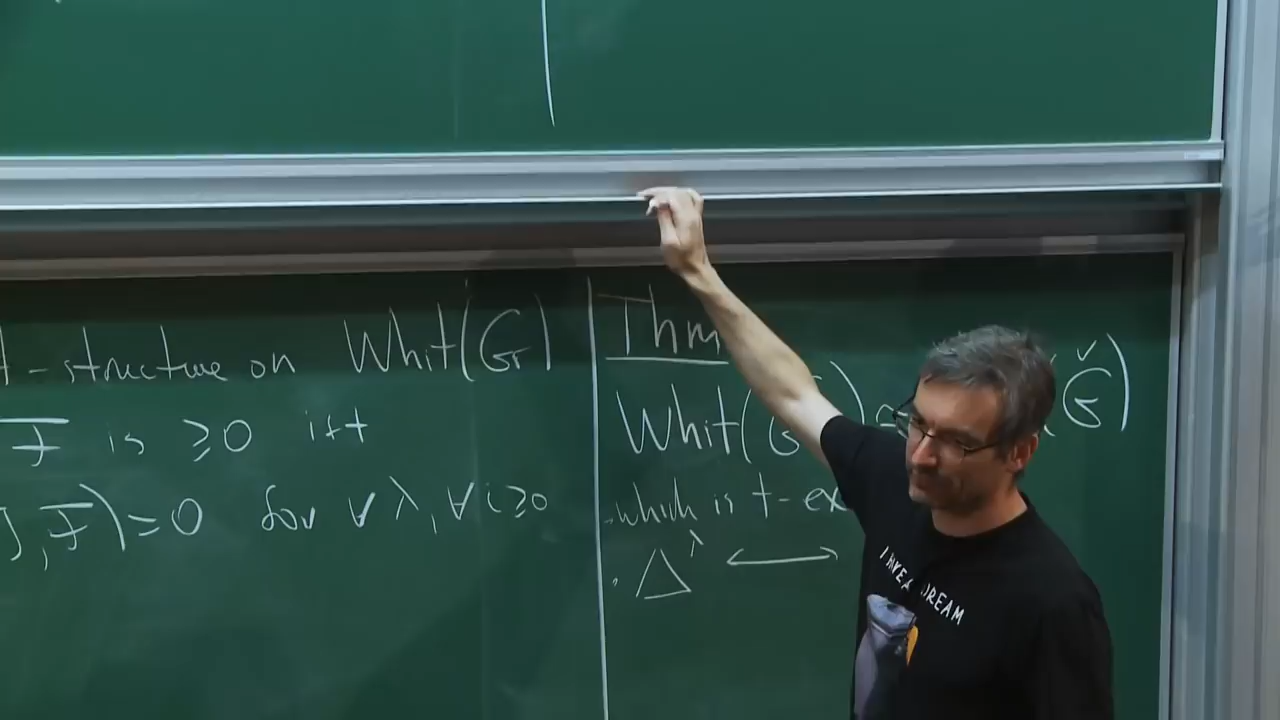 t-structure on Whit(Gr)
F is ≥0 iff
], F)=0 for ∀λ, ∀i≥0
Thm
Whit(G ) ≃ (Ǧ)
which is t-ex
Δ^λ ⟷
I HAVE A DREAM